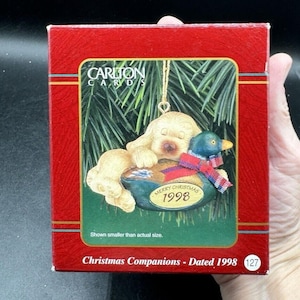 CARLTON
CARDS
MERRY CHRISTMAS
1998
Shown smaller than actual size.
Christmas Companions - Dated 1998
127